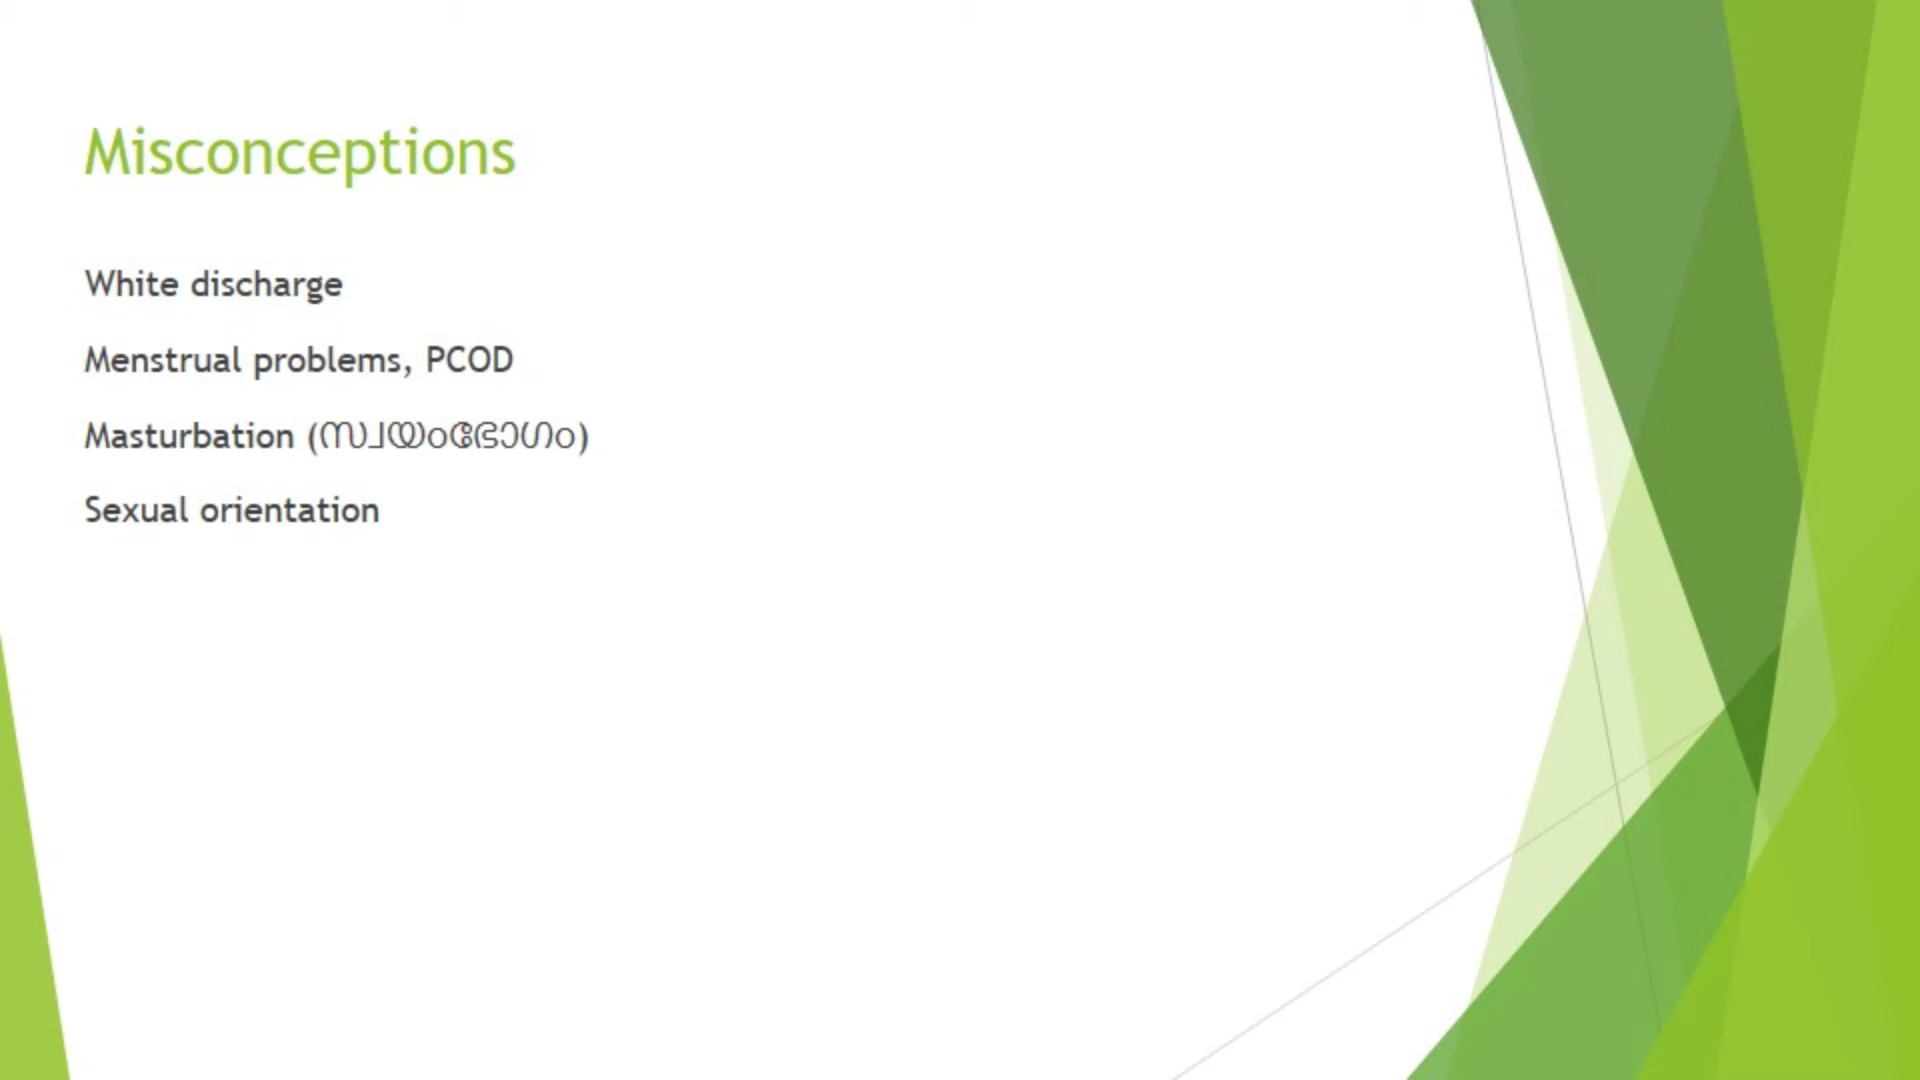 Misconceptions
White discharge
Menstrual problems, PCOD
Masturbation (സ്വയംഭോഗം)
Sexual orientation